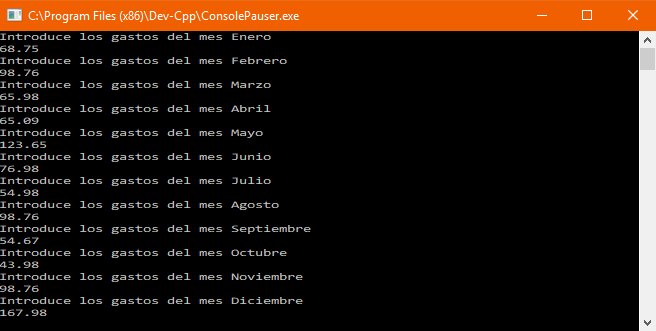 C:\Program Files (x86)\Dev-Cpp\ConsolePauser.exe
Introduce los gastos del mes Enero
68.75
Introduce los gastos del mes Febrero
98.76
Introduce los gastos del mes Marzo
65.98
Introduce los gastos del mes Abril
65.09
Introduce los gastos del mes Mayo
123.65
Introduce los gastos del mes Junio
76.98
Introduce los gastos del mes Julio
54.98
Introduce los gastos del mes Agosto
98.76
Introduce los gastos del mes Septiembre
54.67
Introduce los gastos del mes Octubre
43.98
Introduce los gastos del mes Noviembre
98.76
Introduce los gastos del mes Diciembre
167.98